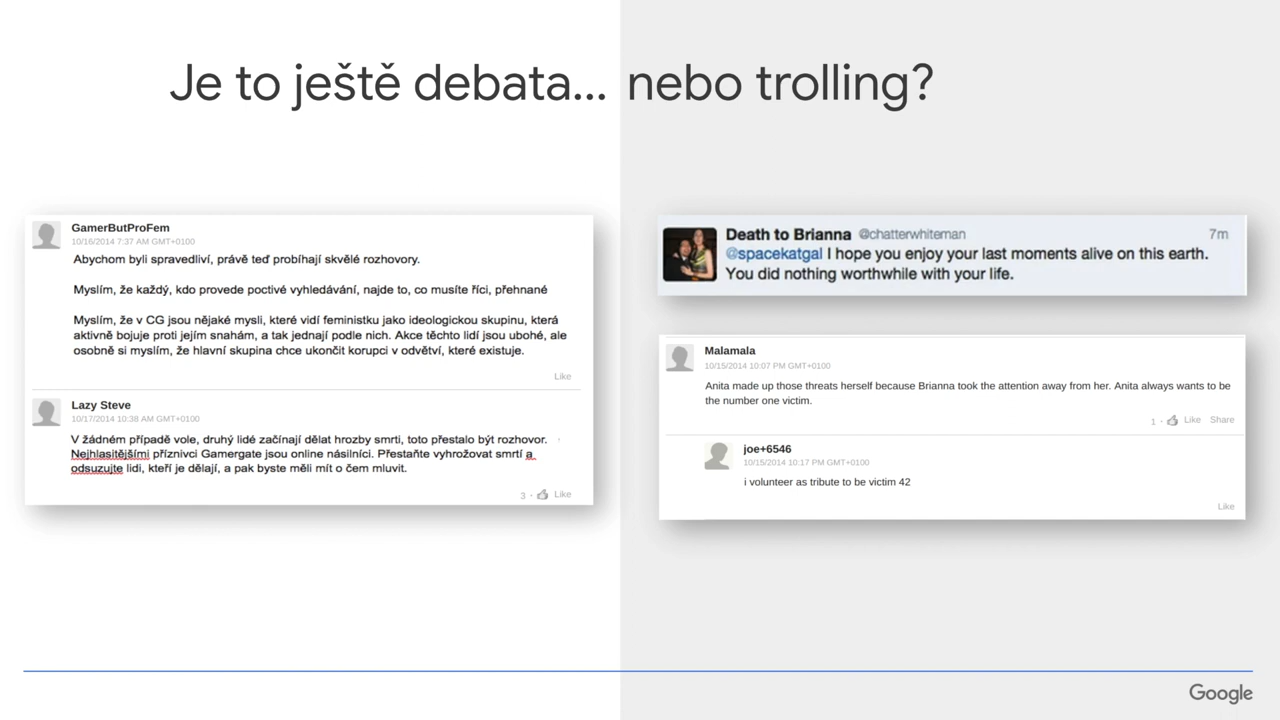 Je to ještě debata... nebo trolling?
GamerButProFem
10/16/2014 7:37 AM GMT+0100
Abychom byli spravedliví, právě teď probíhají skvělé rozhovory.
Myslím, že každý, kdo provede poctivé vyhledávání, najde to, co musíte říci, přehnané
Myslím, že v CG jsou nějaké mysli, které vidí feministku jako ideologickou skupinu, která
aktivně bojuje proti jejím snahám, a tak jednají podle nich. Akce těchto lidí jsou ubohé, ale
osobně si myslím, že hlavní skupina chce ukončit korupci v odvětví, které existuje.
Like
Lazy Steve
10/17/2014 10:38 AM GMT+0100
V žádném případě vole, druhý lidé začínají dělat hrozby smrti, toto přestalo být rozhovor.
Nejhlasitějšími příznivci Gamergate jsou online násilníci. Přestaňte vyhrožovat smrtí a
odsuzujte lidi, kteří je dělají, a pak byste měli mít o čem mluvit.
3 · Like
Death to Brianna @chatterwhiteman 7m
@spacekatgal I hope you enjoy your last moments alive on this earth.
You did nothing worthwhile with your life.
Malamala
10/15/2014 10:07 PM GMT+0100
Anita made up those threats herself because Brianna took the attention away from her. Anita always wants to be
the number one victim.
1 · Like Share
joe+6546
10/15/2014 10:17 PM GMT+0100
i volunteer as tribute to be victim 42
Like
Google